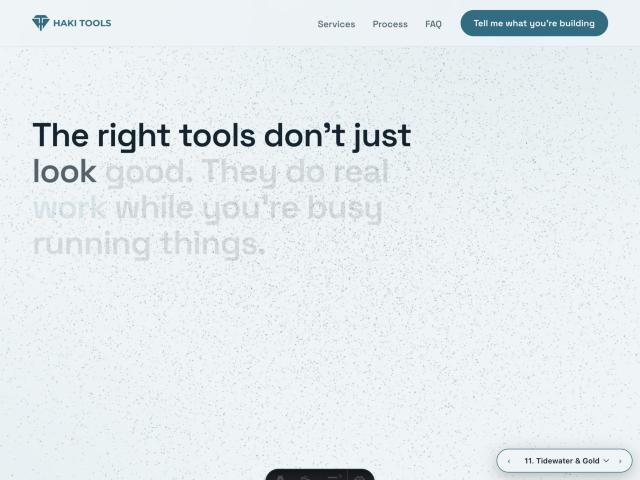 HAKI TOOLS
Services
Process
FAQ
Tell me what you're building
The right tools don't just
look good. They do real
work while you're busy
running things.
‹ 11. Tidewater & Gold ›